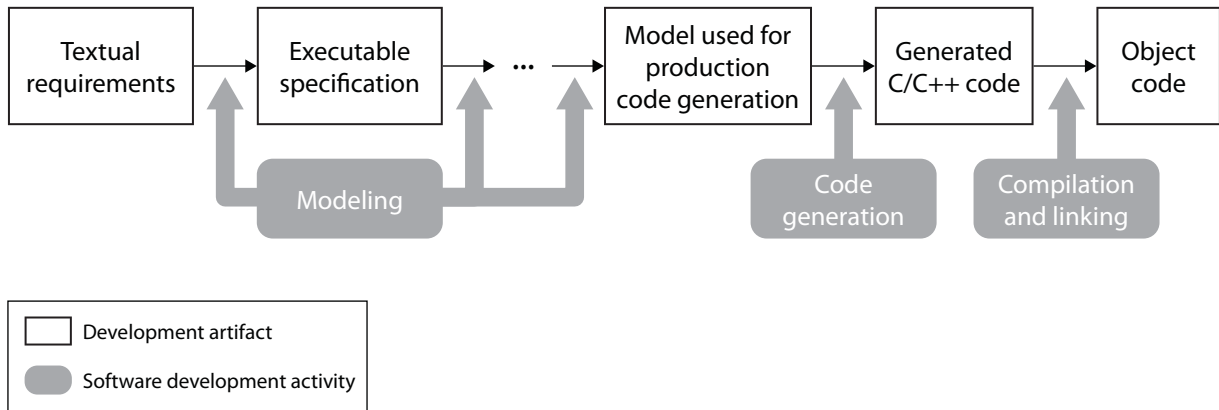 Textual
requirements
Executable
specification
...
Model used for
production
code generation
Generated
C/C++ code
Object
code
Modeling
Code
generation
Compilation
and linking
Development artifact
Software development activity